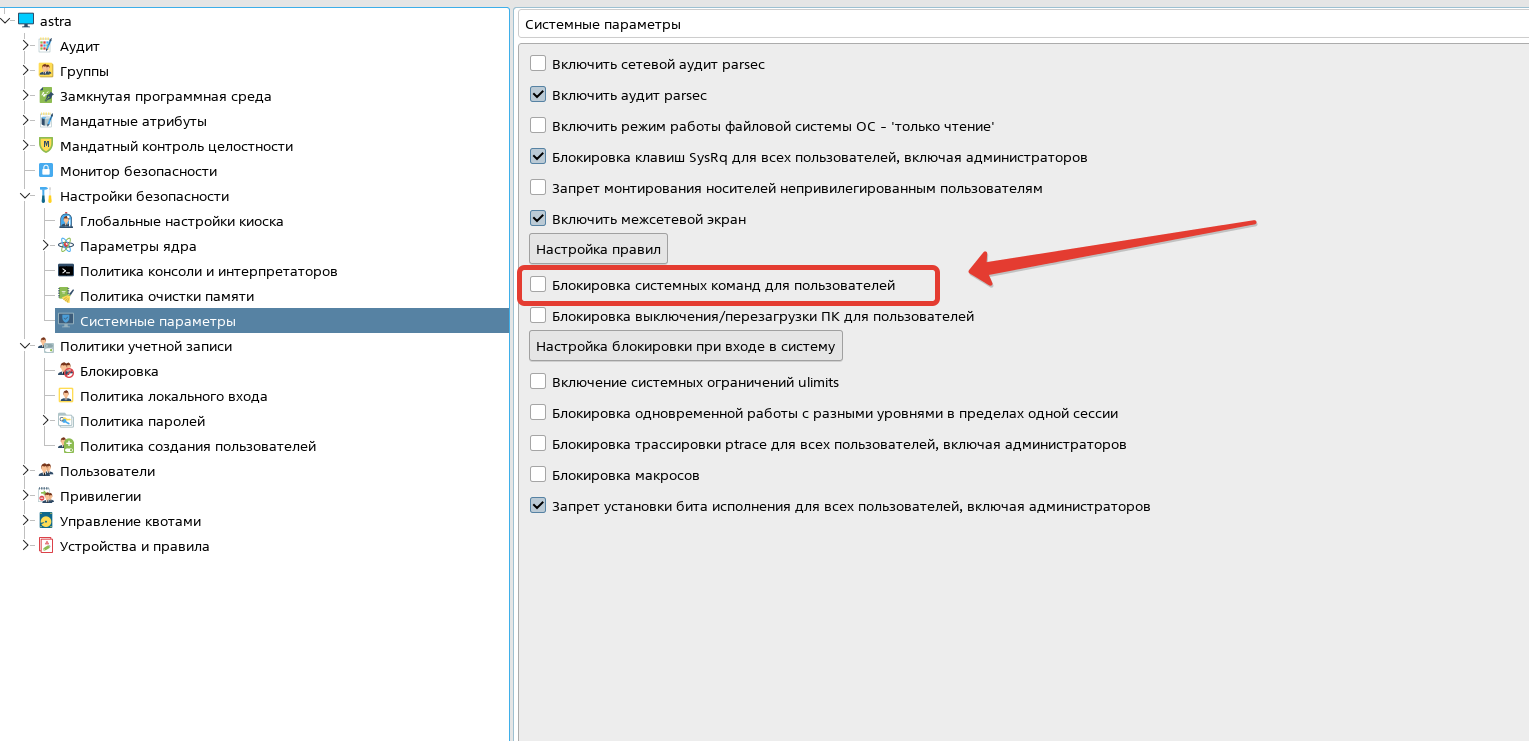 astra
Аудит
Группы
Замкнутая программная среда
Мандатные атрибуты
Мандатный контроль целостности
Монитор безопасности
Настройки безопасности
Глобальные настройки киоска
Параметры ядра
Политика консоли и интерпретаторов
Политика очистки памяти
Системные параметры
Политики учетной записи
Блокировка
Политика локального входа
Политика паролей
Политика создания пользователей
Пользователи
Привилегии
Управление квотами
Устройства и правила
Системные параметры
Включить сетевой аудит parsec
Включить аудит parsec
Включить режим работы файловой системы ОС - 'только чтение'
Блокировка клавиш SysRq для всех пользователей, включая администраторов
Запрет монтирования носителей непривилегированным пользователям
Включить межсетевой экран
Настройка правил
Блокировка системных команд для пользователей
Блокировка выключения/перезагрузки ПК для пользователей
Настройка блокировки при входе в систему
Включение системных ограничений ulimits
Блокировка одновременной работы с разными уровнями в пределах одной сессии
Блокировка трассировки ptrace для всех пользователей, включая администраторов
Блокировка макросов
Запрет установки бита исполнения для всех пользователей, включая администраторов